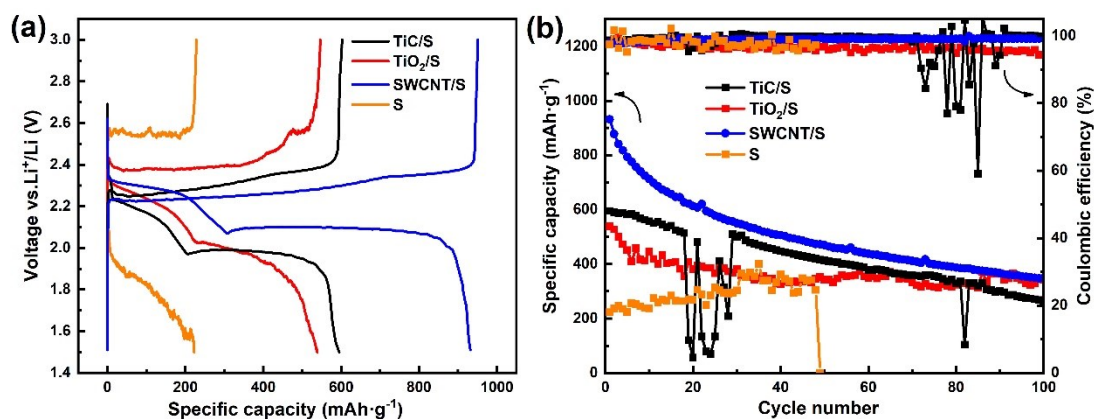 (a)
3.0
2.8
2.6
2.4
2.2
2.0
1.8
1.6
1.4
Voltage vs.Li⁺/Li (V)
TiC/S
TiO₂/S
SWCNT/S
S
0
200
400
600
800
1000
Specific capacity (mAh·g⁻¹)
(b)
1200
1000
800
600
400
200
0
Specific capacity (mAh·g⁻¹)
TiC/S
TiO₂/S
SWCNT/S
S
100
80
60
40
20
0
Coulombic efficiency (%)
0
20
40
60
80
100
Cycle number